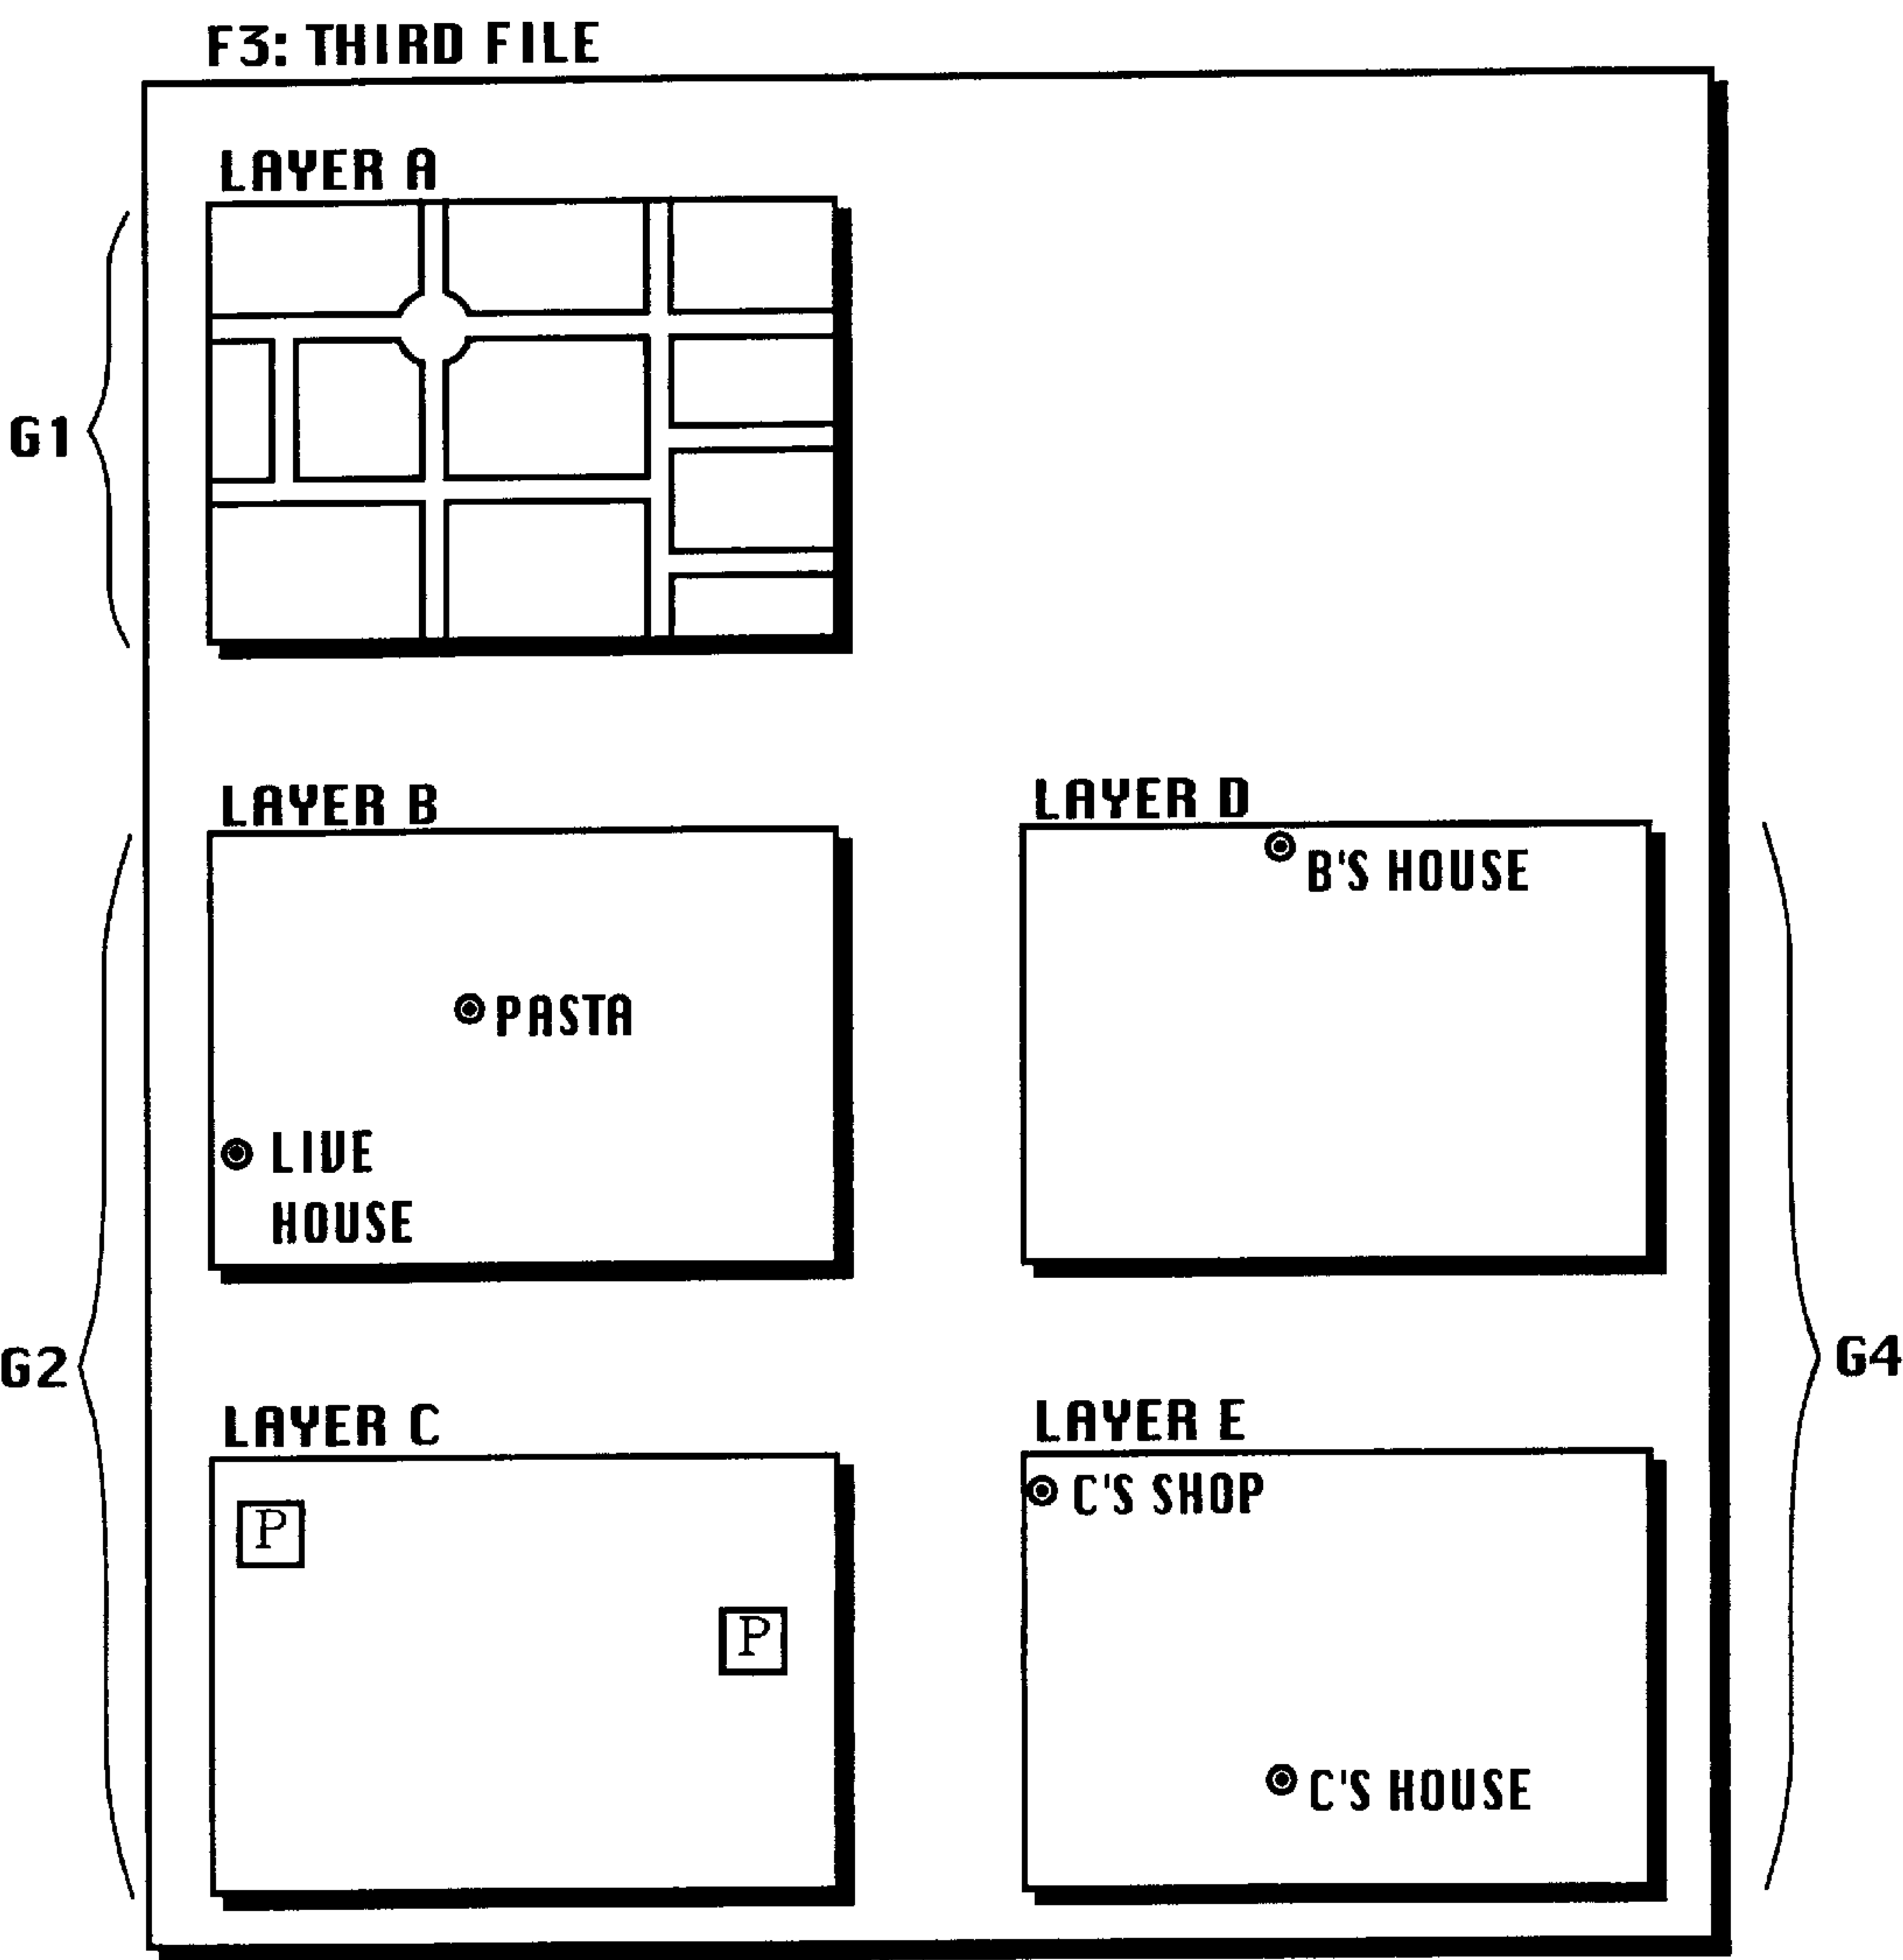 F3: THIRD FILE
LAYER A
G1
LAYER B
PASTA
LIVE
HOUSE
LAYER D
B'S HOUSE
G2
G4
LAYER C
P
P
LAYER E
C'S SHOP
C'S HOUSE